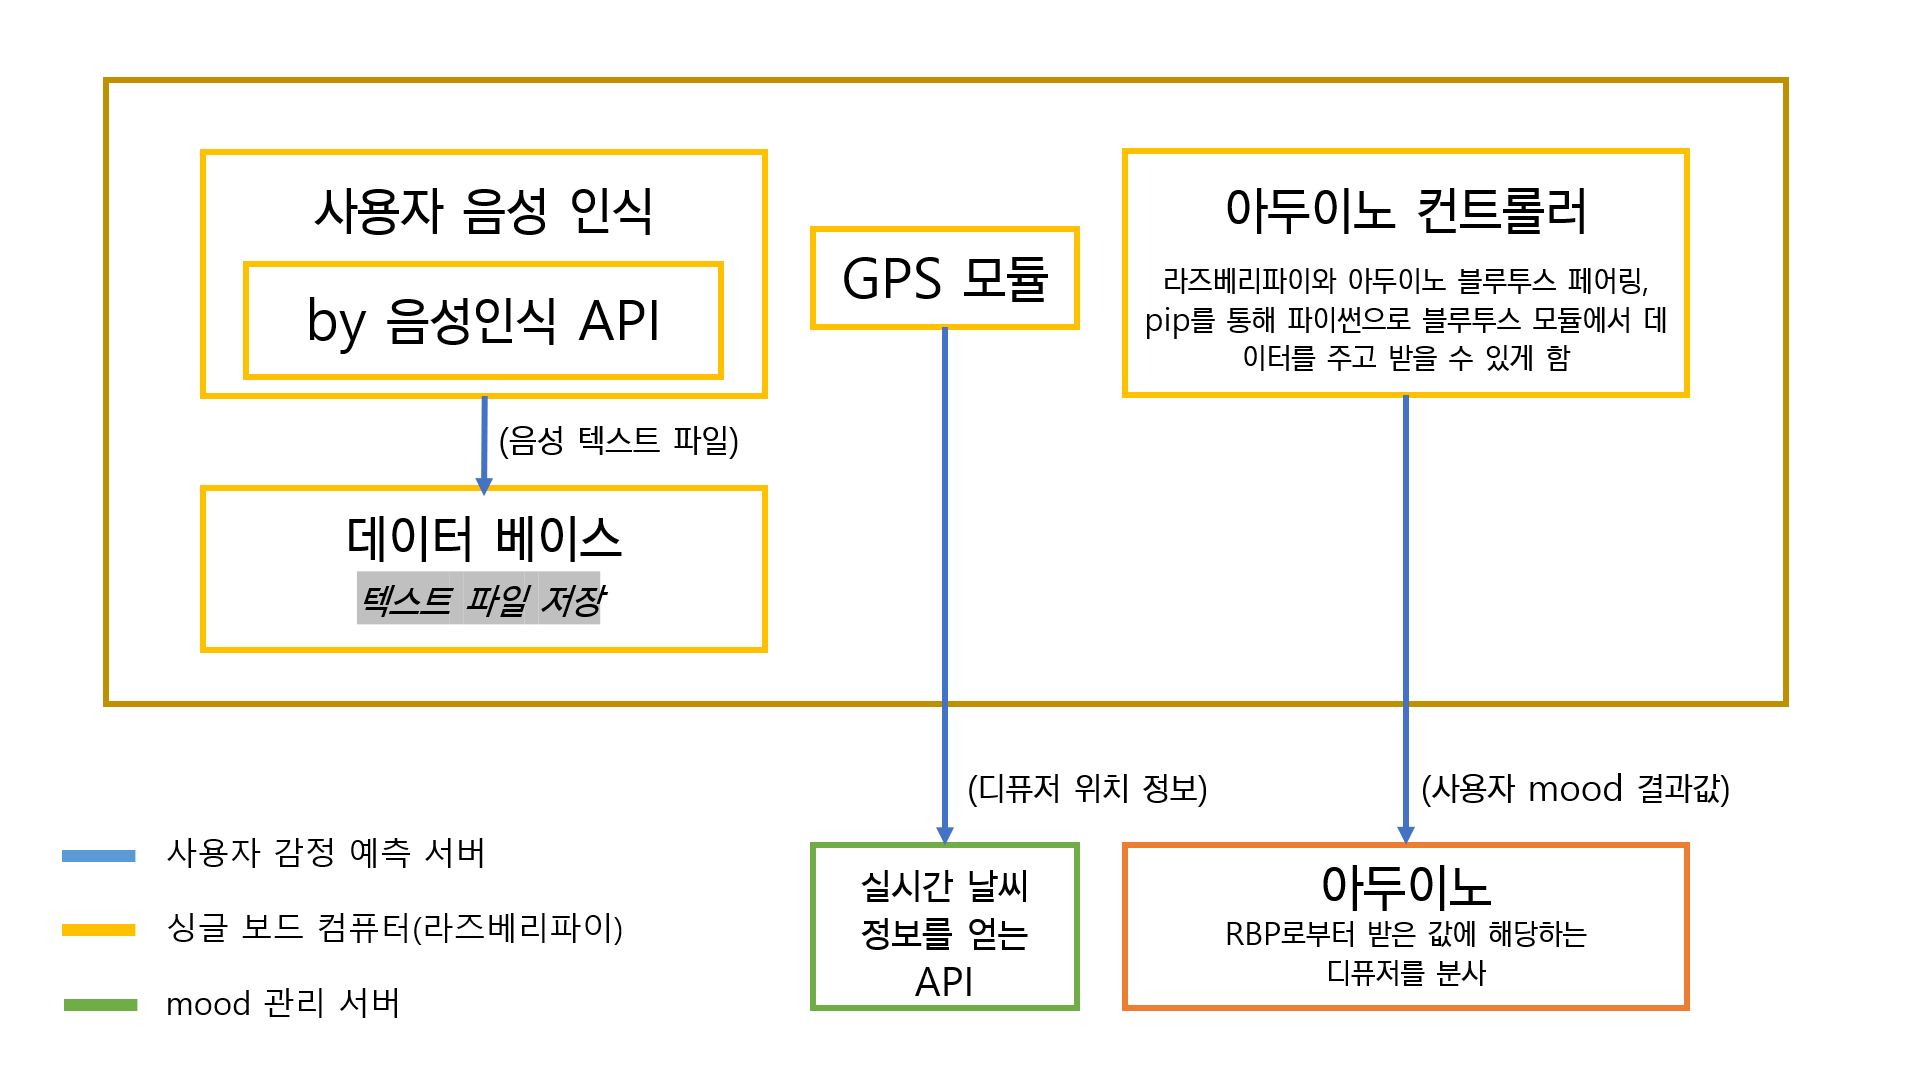 사용자 음성 인식
by 음성인식 API
(음성 텍스트 파일)
데이터 베이스
텍스트 파일 저장
GPS 모듈
아두이노 컨트롤러
라즈베리파이와 아두이노 블루투스 페어링,
pip를 통해 파이썬으로 블루투스 모듈에서 데
이터를 주고 받을 수 있게 함
(디퓨저 위치 정보)
(사용자 mood 결과값)
실시간 날씨
정보를 얻는
API
아두이노
RBP로부터 받은 값에 해당하는
디퓨저를 분사
사용자 감정 예측 서버
싱글 보드 컴퓨터(라즈베리파이)
mood 관리 서버